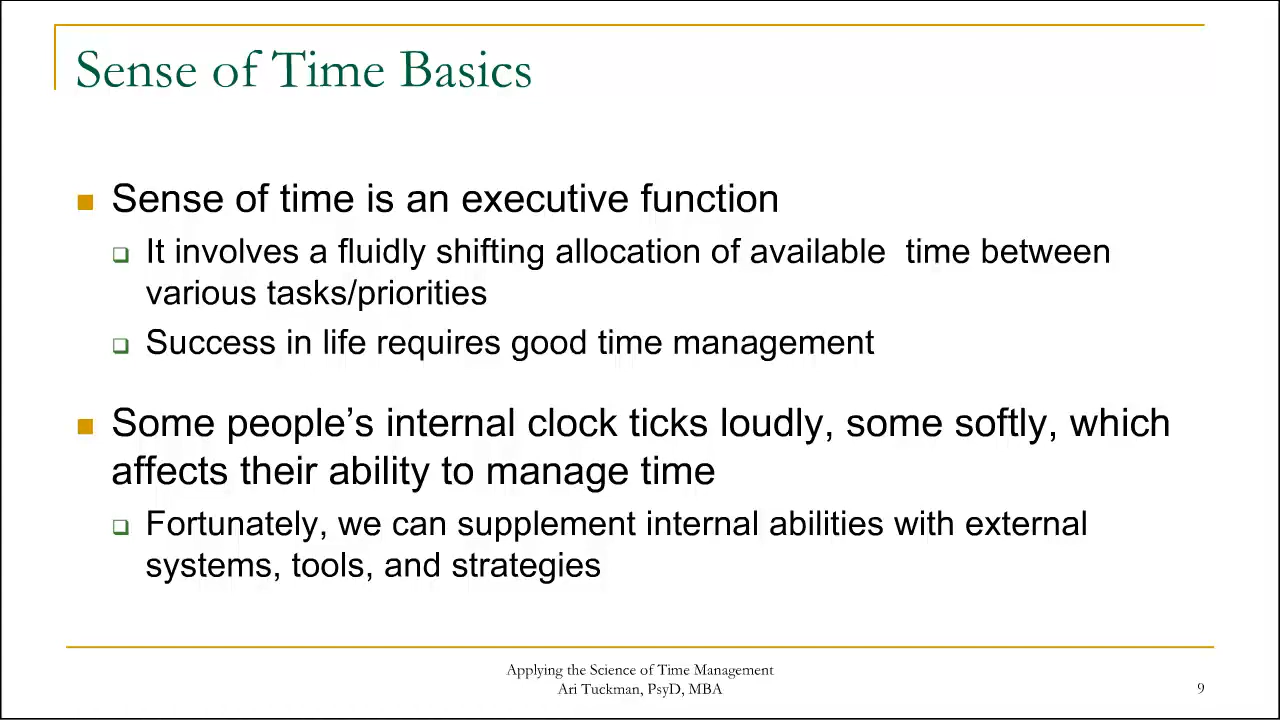 Sense of Time Basics
Sense of time is an executive function
It involves a fluidly shifting allocation of available  time between
various tasks/priorities
Success in life requires good time management
Some people’s internal clock ticks loudly, some softly, which
affects their ability to manage time
Fortunately, we can supplement internal abilities with external
systems, tools, and strategies
Applying the Science of Time Management
Ari Tuckman, PsyD, MBA
9